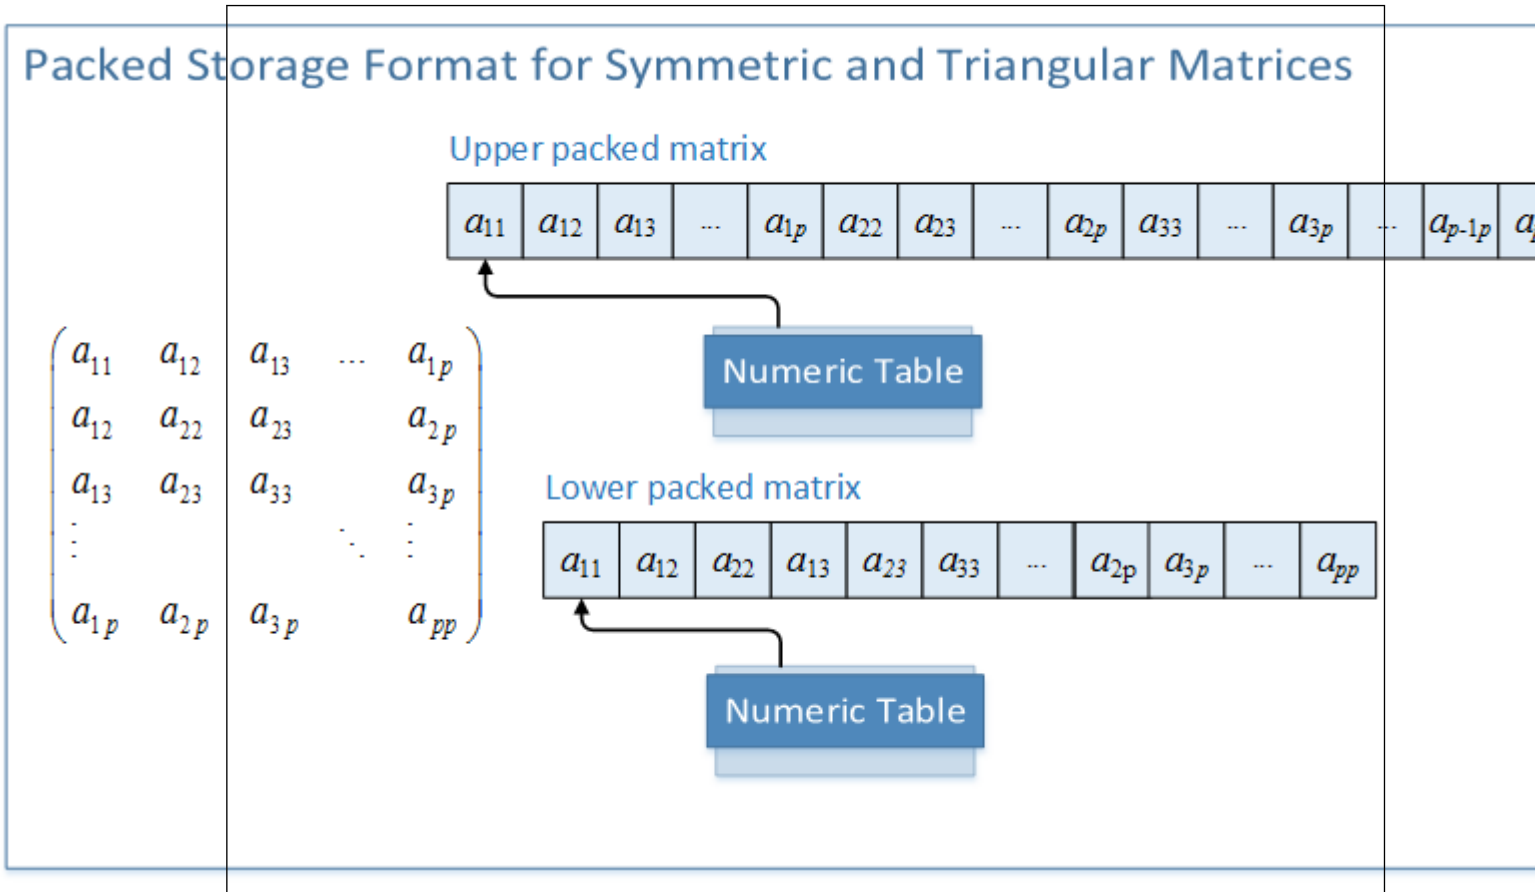 Packed Storage Format for Symmetric and Triangular Matrices
Upper packed matrix
a11 a12 a13 ... a1p a22 a23 ... a2p a33 ... a3p ... ap-1p
Numeric Table
a11 a12 a13 ... a1p
a12 a22 a23 a2p
a13 a23 a33 a3p
⋮ ⋱ ⋮
a1p a2p a3p app
Lower packed matrix
a11 a12 a22 a13 a23 a33 ... a2p a3p ... app
Numeric Table